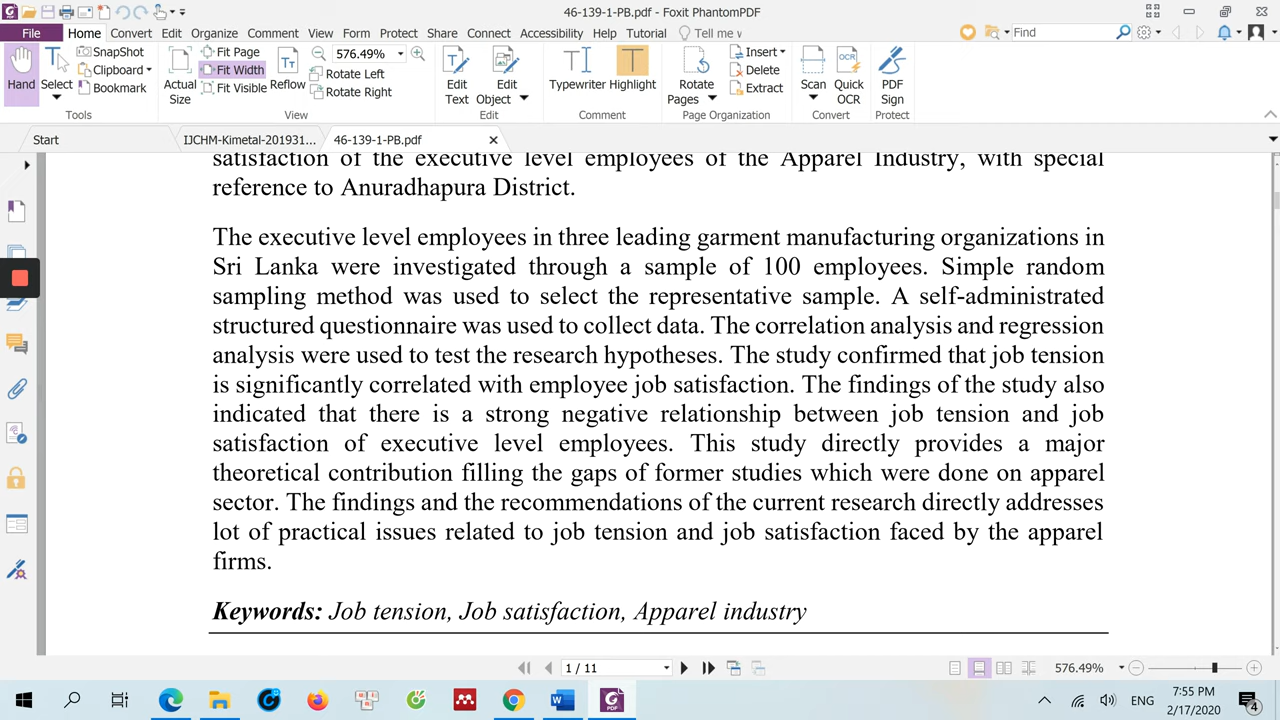 46-139-1-PB.pdf - Foxit PhantomPDF
File Home Convert Edit Organize Comment View Form Protect Share Connect Accessibility Help Tutorial Tell me v Find
SnapShot
Clipboard
Bookmark
Hand Select
Tools
Actual Size
Fit Page
Fit Width
Fit Visible
Reflow
576.49%
Rotate Left
Rotate Right
View
Edit Text
Edit Object
Edit
Typewriter Highlight
Comment
Rotate Pages
Insert
Delete
Extract
Page Organization
Scan
Quick OCR
Convert
PDF Sign
Protect
Start IJCHM-Kimetal-201931... 46-139-1-PB.pdf
satisfaction of the executive level employees of the Apparel Industry, with special
reference to Anuradhapura District.
The executive level employees in three leading garment manufacturing organizations in
Sri Lanka were investigated through a sample of 100 employees. Simple random
sampling method was used to select the representative sample. A self-administrated
structured questionnaire was used to collect data. The correlation analysis and regression
analysis were used to test the research hypotheses. The study confirmed that job tension
is significantly correlated with employee job satisfaction. The findings of the study also
indicated that there is a strong negative relationship between job tension and job
satisfaction of executive level employees. This study directly provides a major
theoretical contribution filling the gaps of former studies which were done on apparel
sector. The findings and the recommendations of the current research directly addresses
lot of practical issues related to job tension and job satisfaction faced by the apparel
firms.
Keywords: Job tension, Job satisfaction, Apparel industry
1 / 11
576.49%
ENG
7:55 PM
2/17/2020
4